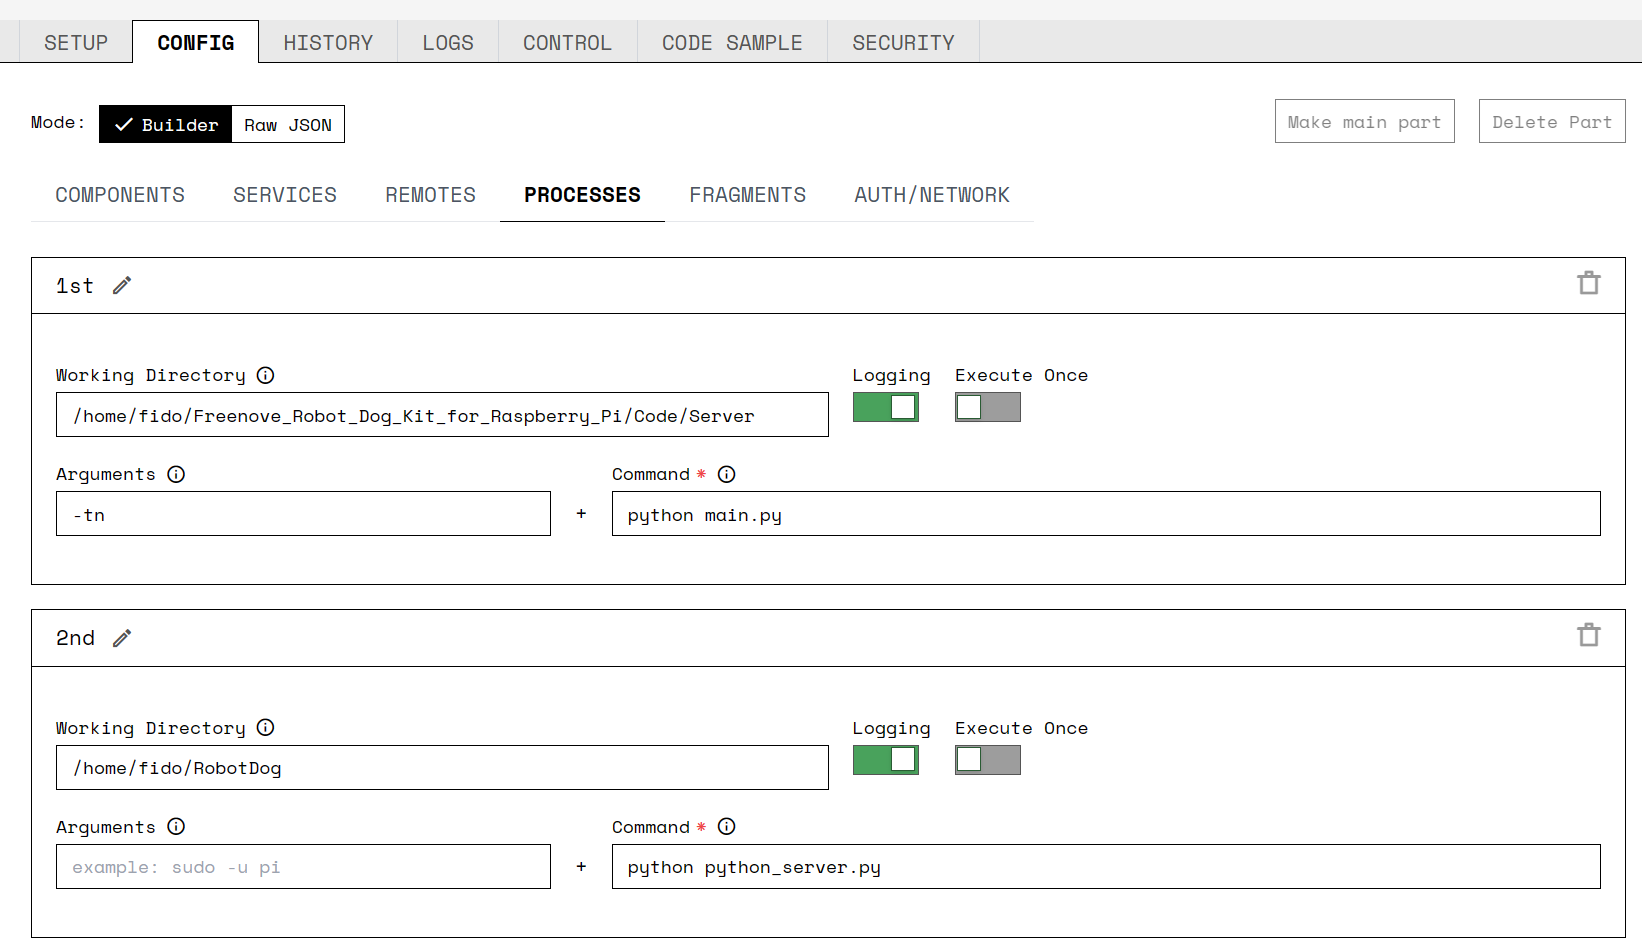 SETUP CONFIG HISTORY LOGS CONTROL CODE SAMPLE SECURITY
Mode: Builder Raw JSON Make main part Delete Part
COMPONENTS SERVICES REMOTES PROCESSES FRAGMENTS AUTH/NETWORK
1st
Working Directory Logging Execute Once
/home/fido/Freenove_Robot_Dog_Kit_for_Raspberry_Pi/Code/Server
Arguments Command *
-tn + python main.py
2nd
Working Directory Logging Execute Once
/home/fido/RobotDog
Arguments Command *
example: sudo -u pi + python python_server.py